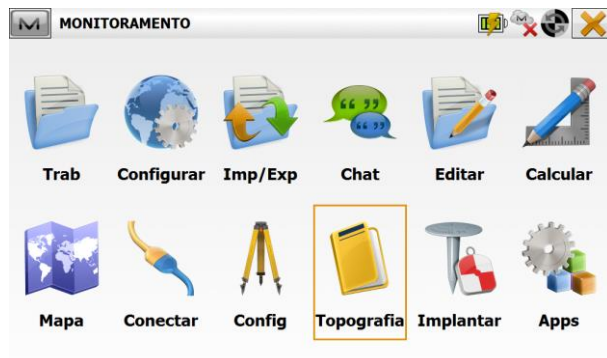 MONITORAMENTO
Trab Configurar Imp/Exp Chat Editar Calcular
Mapa Conectar Config Topografia Implantar Apps